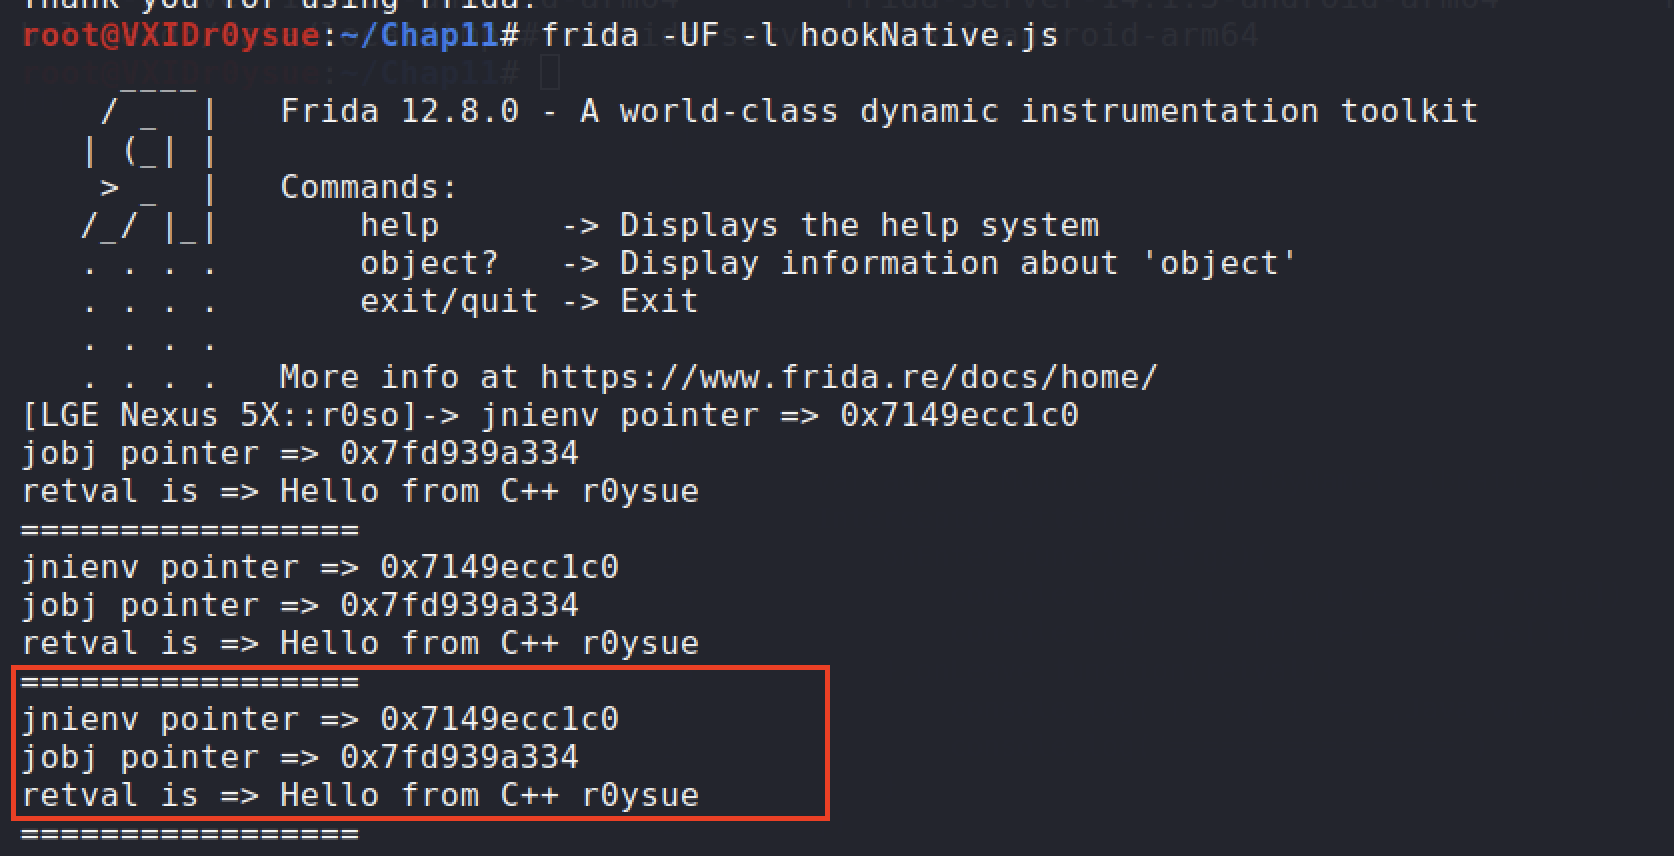 Thank you for using Frida!
root@VXIDr0ysue:~/Chap11# frida -UF -l hookNative.js
root@VXIDr0ysue:~/Chap11#
     ____
    / _  |   Frida 12.8.0 - A world-class dynamic instrumentation toolkit
   | (_| |
    > _  |   Commands:
   /_/ |_|       help      -> Displays the help system
   . . . .       object?   -> Display information about 'object'
   . . . .       exit/quit -> Exit
   . . . .
   . . . .   More info at https://www.frida.re/docs/home/
[LGE Nexus 5X::r0so]-> jnienv pointer => 0x7149ecc1c0
jobj pointer => 0x7fd939a334
retval is => Hello from C++ r0ysue
=================
jnienv pointer => 0x7149ecc1c0
jobj pointer => 0x7fd939a334
retval is => Hello from C++ r0ysue
=================
jnienv pointer => 0x7149ecc1c0
jobj pointer => 0x7fd939a334
retval is => Hello from C++ r0ysue
=================